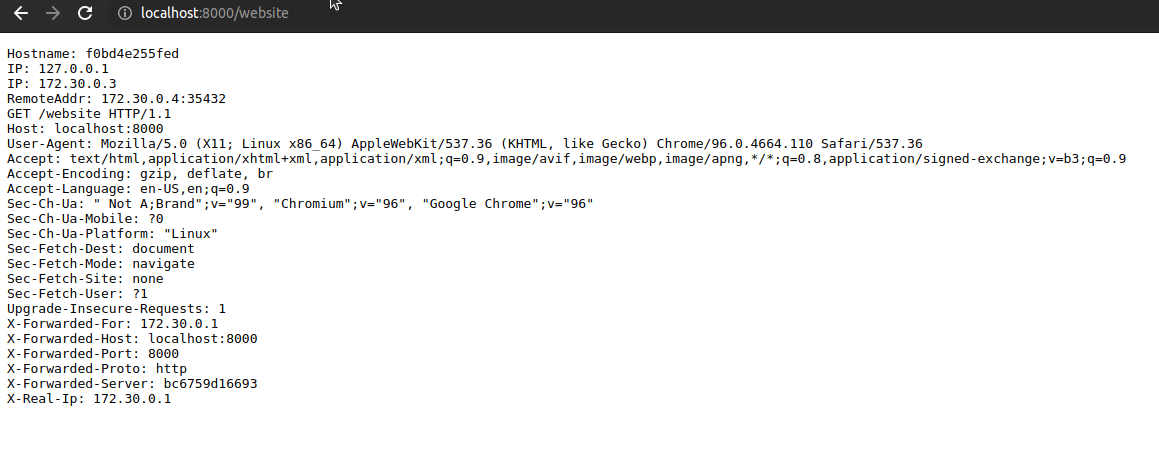 localhost:8000/website
Hostname: f0bd4e255fed
IP: 127.0.0.1
IP: 172.30.0.3
RemoteAddr: 172.30.0.4:35432
GET /website HTTP/1.1
Host: localhost:8000
User-Agent: Mozilla/5.0 (X11; Linux x86_64) AppleWebKit/537.36 (KHTML, like Gecko) Chrome/96.0.4664.110 Safari/537.36
Accept: text/html,application/xhtml+xml,application/xml;q=0.9,image/avif,image/webp,image/apng,*/*;q=0.8,application/signed-exchange;v=b3;q=0.9
Accept-Encoding: gzip, deflate, br
Accept-Language: en-US,en;q=0.9
Sec-Ch-Ua: " Not A;Brand";v="99", "Chromium";v="96", "Google Chrome";v="96"
Sec-Ch-Ua-Mobile: ?0
Sec-Ch-Ua-Platform: "Linux"
Sec-Fetch-Dest: document
Sec-Fetch-Mode: navigate
Sec-Fetch-Site: none
Sec-Fetch-User: ?1
Upgrade-Insecure-Requests: 1
X-Forwarded-For: 172.30.0.1
X-Forwarded-Host: localhost:8000
X-Forwarded-Port: 8000
X-Forwarded-Proto: http
X-Forwarded-Server: bc6759d16693
X-Real-Ip: 172.30.0.1